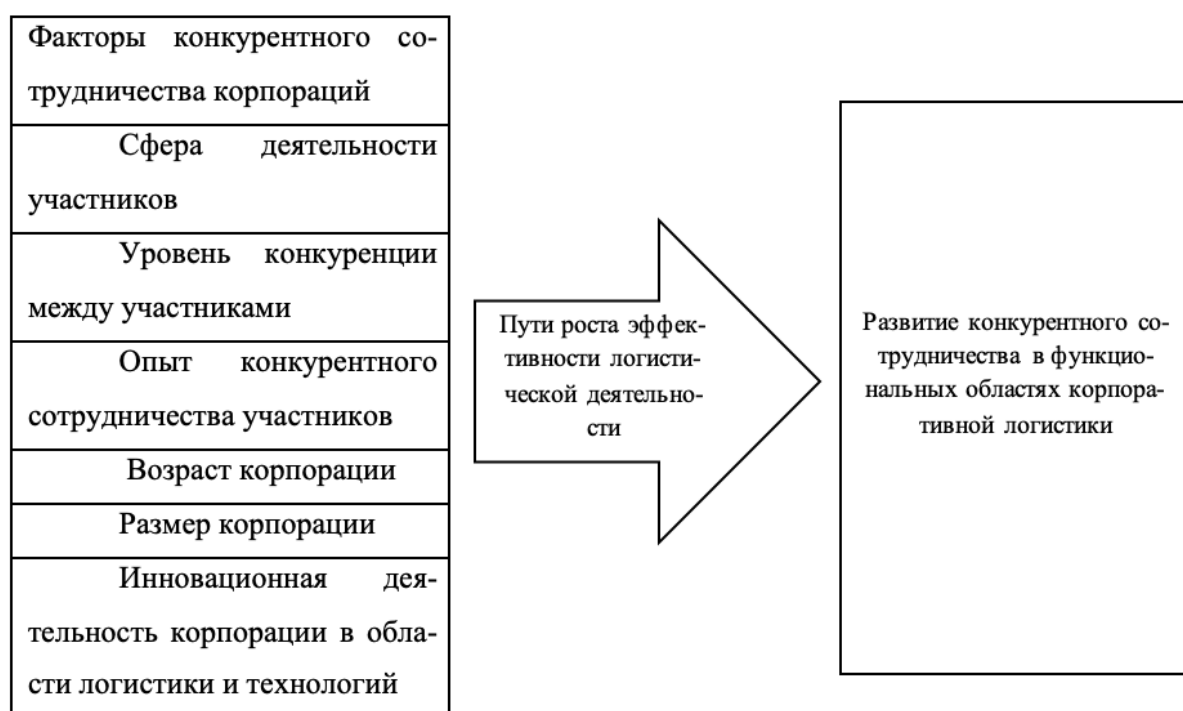 Факторы конкурентного со-
трудничества корпораций
Сфера деятельности
участников
Уровень конкуренции
между участниками
Опыт конкурентного
сотрудничества участников
Возраст корпорации
Размер корпорации
Инновационная дея-
тельность корпорации в обла-
сти логистики и технологий
Пути роста эффек-
тивности логисти-
ческой деятельно-
сти
Развитие конкурентного со-
трудничества в функцио-
нальных областях корпора-
тивной логистики